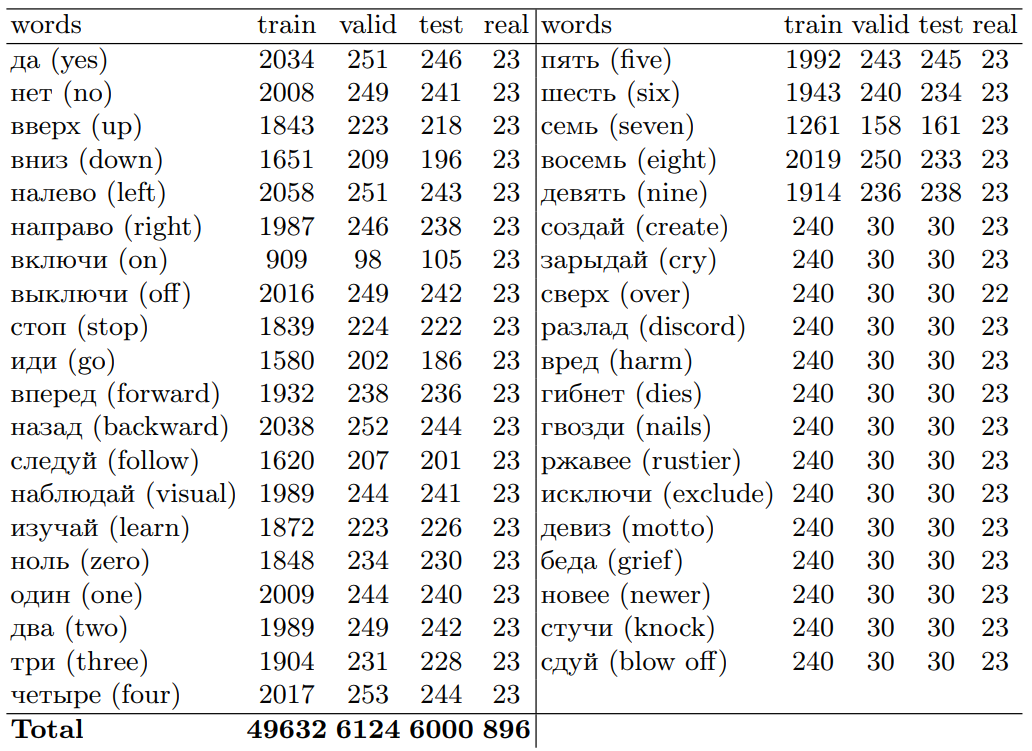 words train valid test real words train valid test real
да (yes) 2034 251 246 23 пять (five) 1992 243 245 23
нет (no) 2008 249 241 23 шесть (six) 1943 240 234 23
вверх (up) 1843 223 218 23 семь (seven) 1261 158 161 23
вниз (down) 1651 209 196 23 восемь (eight) 2019 250 233 23
налево (left) 2058 251 243 23 девять (nine) 1914 236 238 23
направо (right) 1987 246 238 23 создай (create) 240 30 30 23
включи (on) 909 98 105 23 зарыдай (cry) 240 30 30 23
выключи (off) 2016 249 242 23 сверх (over) 240 30 30 22
стоп (stop) 1839 224 222 23 разлад (discord) 240 30 30 23
иди (go) 1580 202 186 23 вред (harm) 240 30 30 23
вперед (forward) 1932 238 236 23 гибнет (dies) 240 30 30 23
назад (backward) 2038 252 244 23 гвозди (nails) 240 30 30 23
следуй (follow) 1620 207 201 23 ржавее (rustier) 240 30 30 23
наблюдай (visual) 1989 244 241 23 исключи (exclude) 240 30 30 23
изучай (learn) 1872 223 226 23 девиз (motto) 240 30 30 23
ноль (zero) 1848 234 230 23 беда (grief) 240 30 30 23
один (one) 2009 244 240 23 новее (newer) 240 30 30 23
два (two) 1989 249 242 23 стучи (knock) 240 30 30 23
три (three) 1904 231 228 23 сдуй (blow off) 240 30 30 23
четыре (four) 2017 253 244 23
Total 49632 6124 6000 896